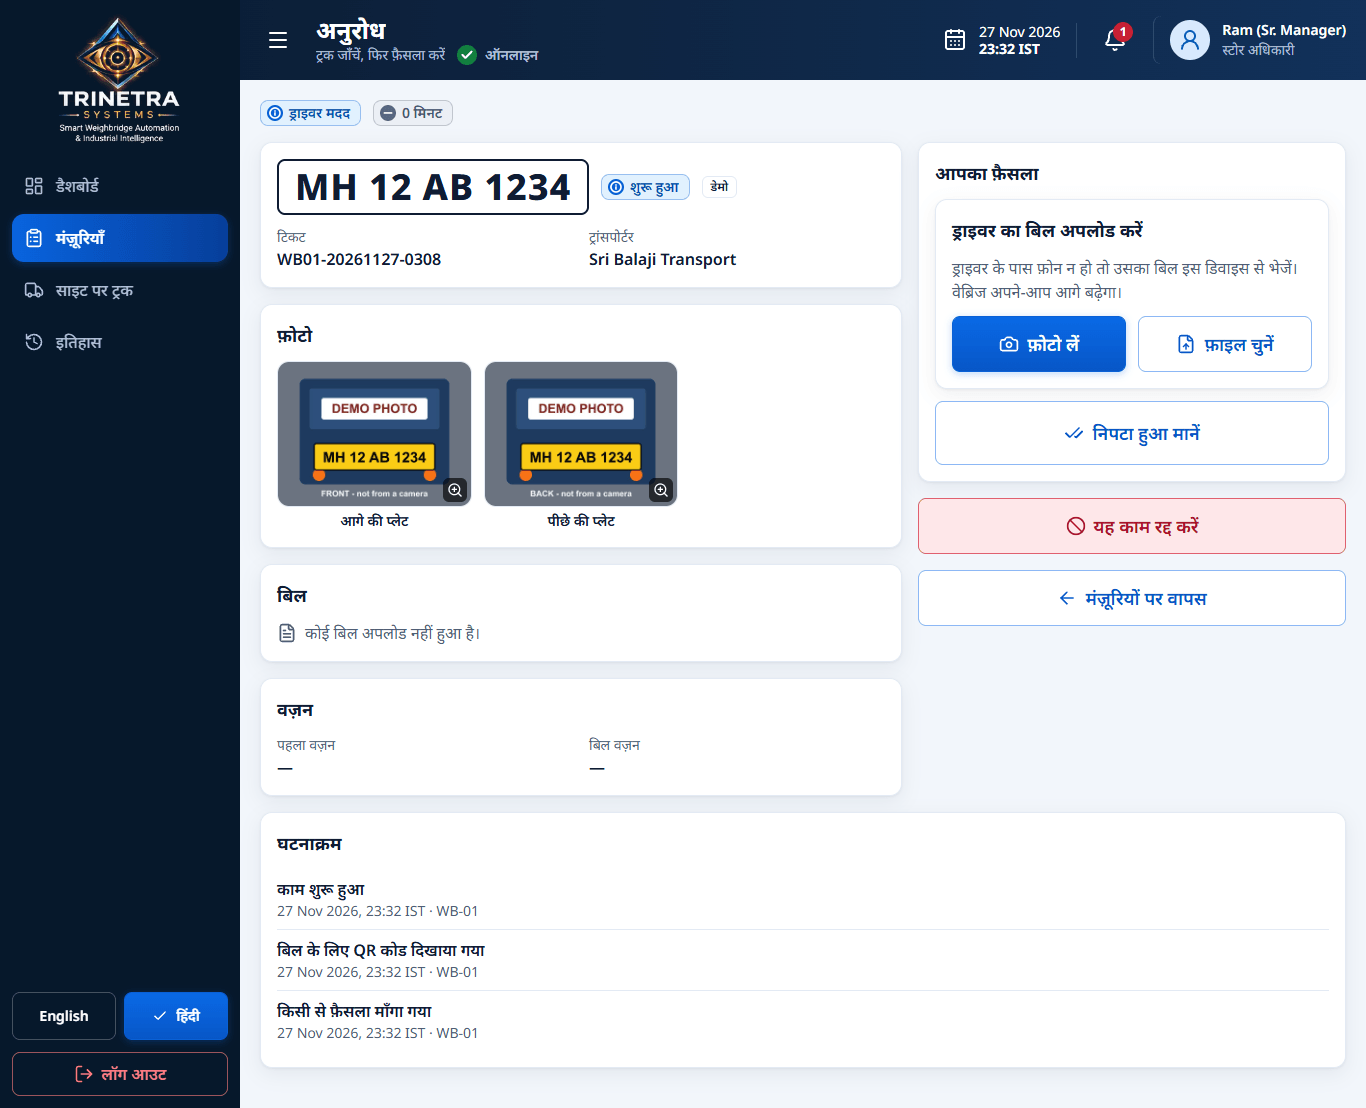 TRINETRA
SYSTEMS
Smart Weighbridge Automation
& Industrial Intelligence
डैशबोर्ड
मंज़ूरियाँ
साइट पर ट्रक
इतिहास
English
हिंदी
लॉग आउट
अनुरोध
ट्रक जाँचें, फिर फ़ैसला करें
ऑनलाइन
27 Nov 2026
23:32 IST
1
Ram (Sr. Manager)
स्टोर अधिकारी
ड्राइवर मदद
0 मिनट
MH 12 AB 1234
शुरू हुआ
डेमो
टिकट
WB01-20261127-0308
ट्रांसपोर्टर
Sri Balaji Transport
फ़ोटो
DEMO PHOTO
MH 12 AB 1234
FRONT - not from a camera
आगे की प्लेट
DEMO PHOTO
MH 12 AB 1234
BACK - not from a camera
पीछे की प्लेट
बिल
कोई बिल अपलोड नहीं हुआ है।
वज़न
पहला वज़न
—
बिल वज़न
—
आपका फ़ैसला
ड्राइवर का बिल अपलोड करें
ड्राइवर के पास फ़ोन न हो तो उसका बिल इस डिवाइस से भेजें।
वेब्रिज अपने-आप आगे बढ़ेगा।
फ़ोटो लें
फ़ाइल चुनें
निपटा हुआ मानें
यह काम रद्द करें
मंज़ूरियों पर वापस
घटनाक्रम
काम शुरू हुआ
27 Nov 2026, 23:32 IST · WB-01
बिल के लिए QR कोड दिखाया गया
27 Nov 2026, 23:32 IST · WB-01
किसी से फ़ैसला माँगा गया
27 Nov 2026, 23:32 IST · WB-01